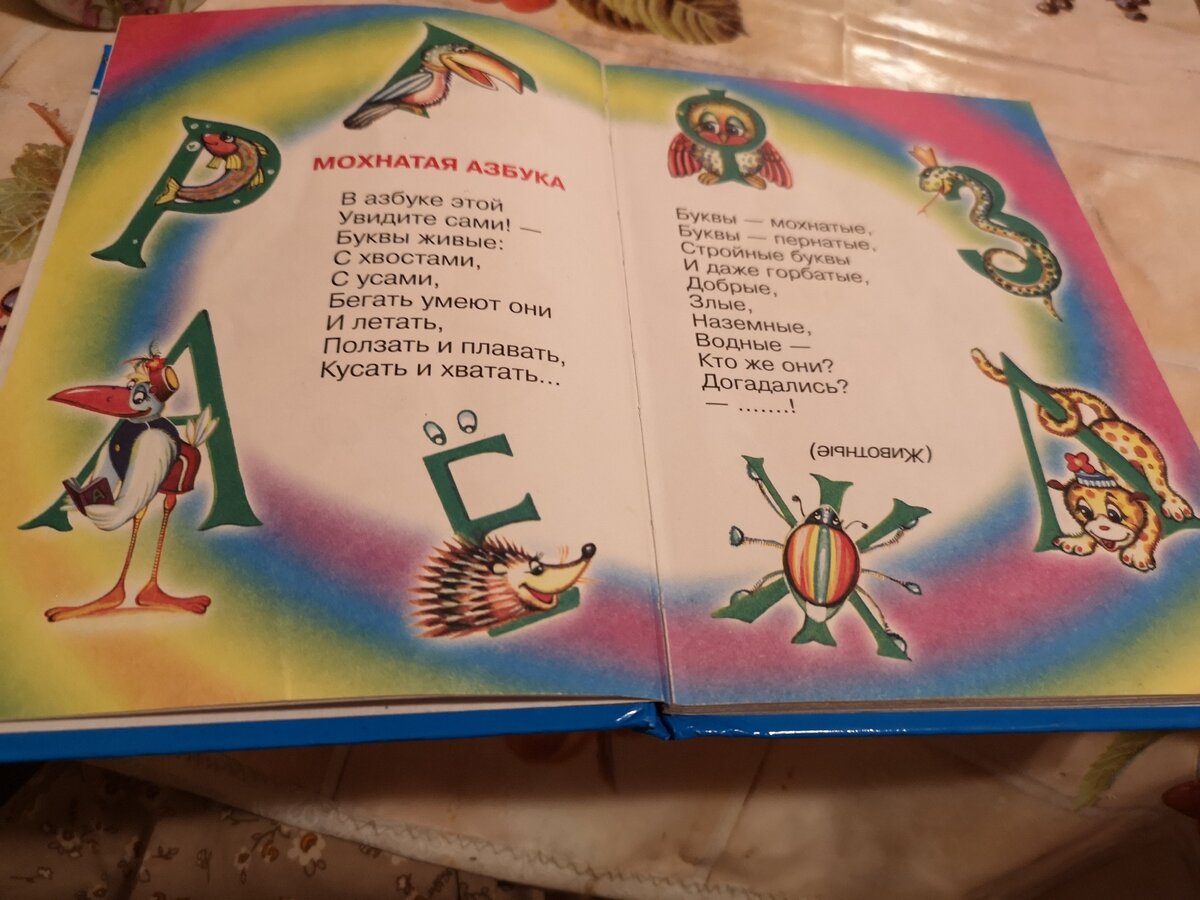 МОХНАТАЯ АЗБУКА
В азбуке этой
Увидите сами! —
Буквы живые:
С хвостами,
С усами,
Бегать умеют они
И летать,
Ползать и плавать,
Кусать и хватать...
Буквы — мохнатые,
Буквы — пернатые,
Стройные буквы
И даже горбатые,
Добрые,
Злые,
Наземные,
Водные —
Кто же они?
Догадались?
— .......!
(Животные)
Р
Ф
З
А
А
Ё
Ж